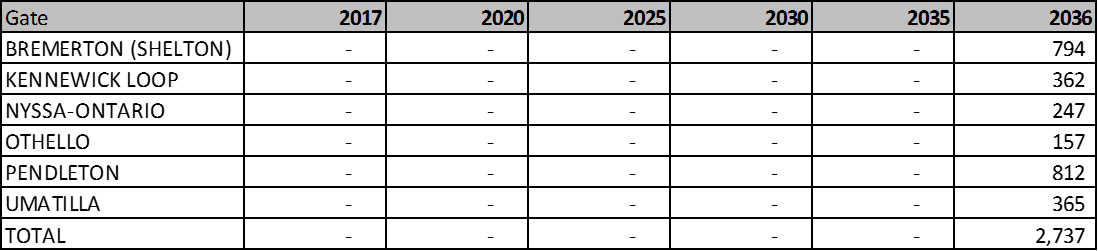 Gate 2017 2020 2025 2030 2035 2036
BREMERTON (SHELTON) - - - - - 794
KENNEWICK LOOP - - - - - 362
NYSSA-ONTARIO - - - - - 247
OTHELLO - - - - - 157
PENDLETON - - - - - 812
UMATILLA - - - - - 365
TOTAL - - - - - 2,737